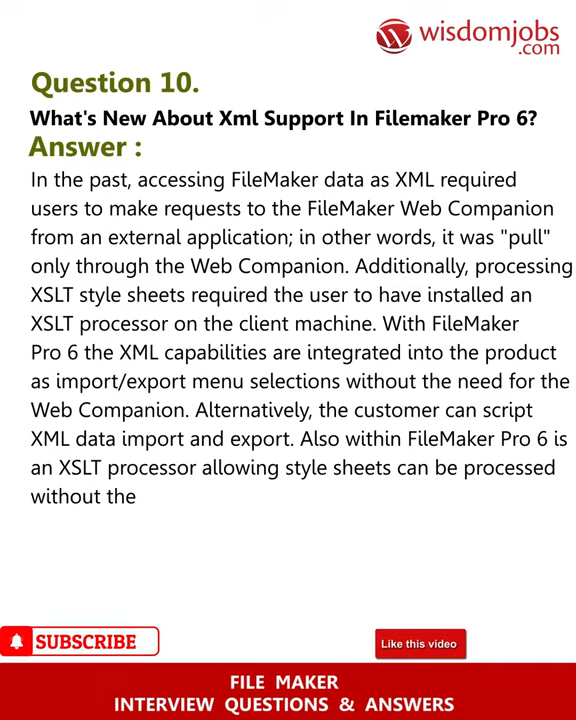 wisdomjobs
.com
Question 10.
What's New About Xml Support In Filemaker Pro 6?
Answer :
In the past, accessing FileMaker data as XML required
users to make requests to the FileMaker Web Companion
from an external application; in other words, it was "pull"
only through the Web Companion. Additionally, processing
XSLT style sheets required the user to have installed an
XSLT processor on the client machine. With FileMaker
Pro 6 the XML capabilities are integrated into the product
as import/export menu selections without the need for the
Web Companion. Alternatively, the customer can script
XML data import and export. Also within FileMaker Pro 6 is
an XSLT processor allowing style sheets can be processed
without the
SUBSCRIBE
Like this video
FILE MAKER
INTERVIEW QUESTIONS & ANSWERS